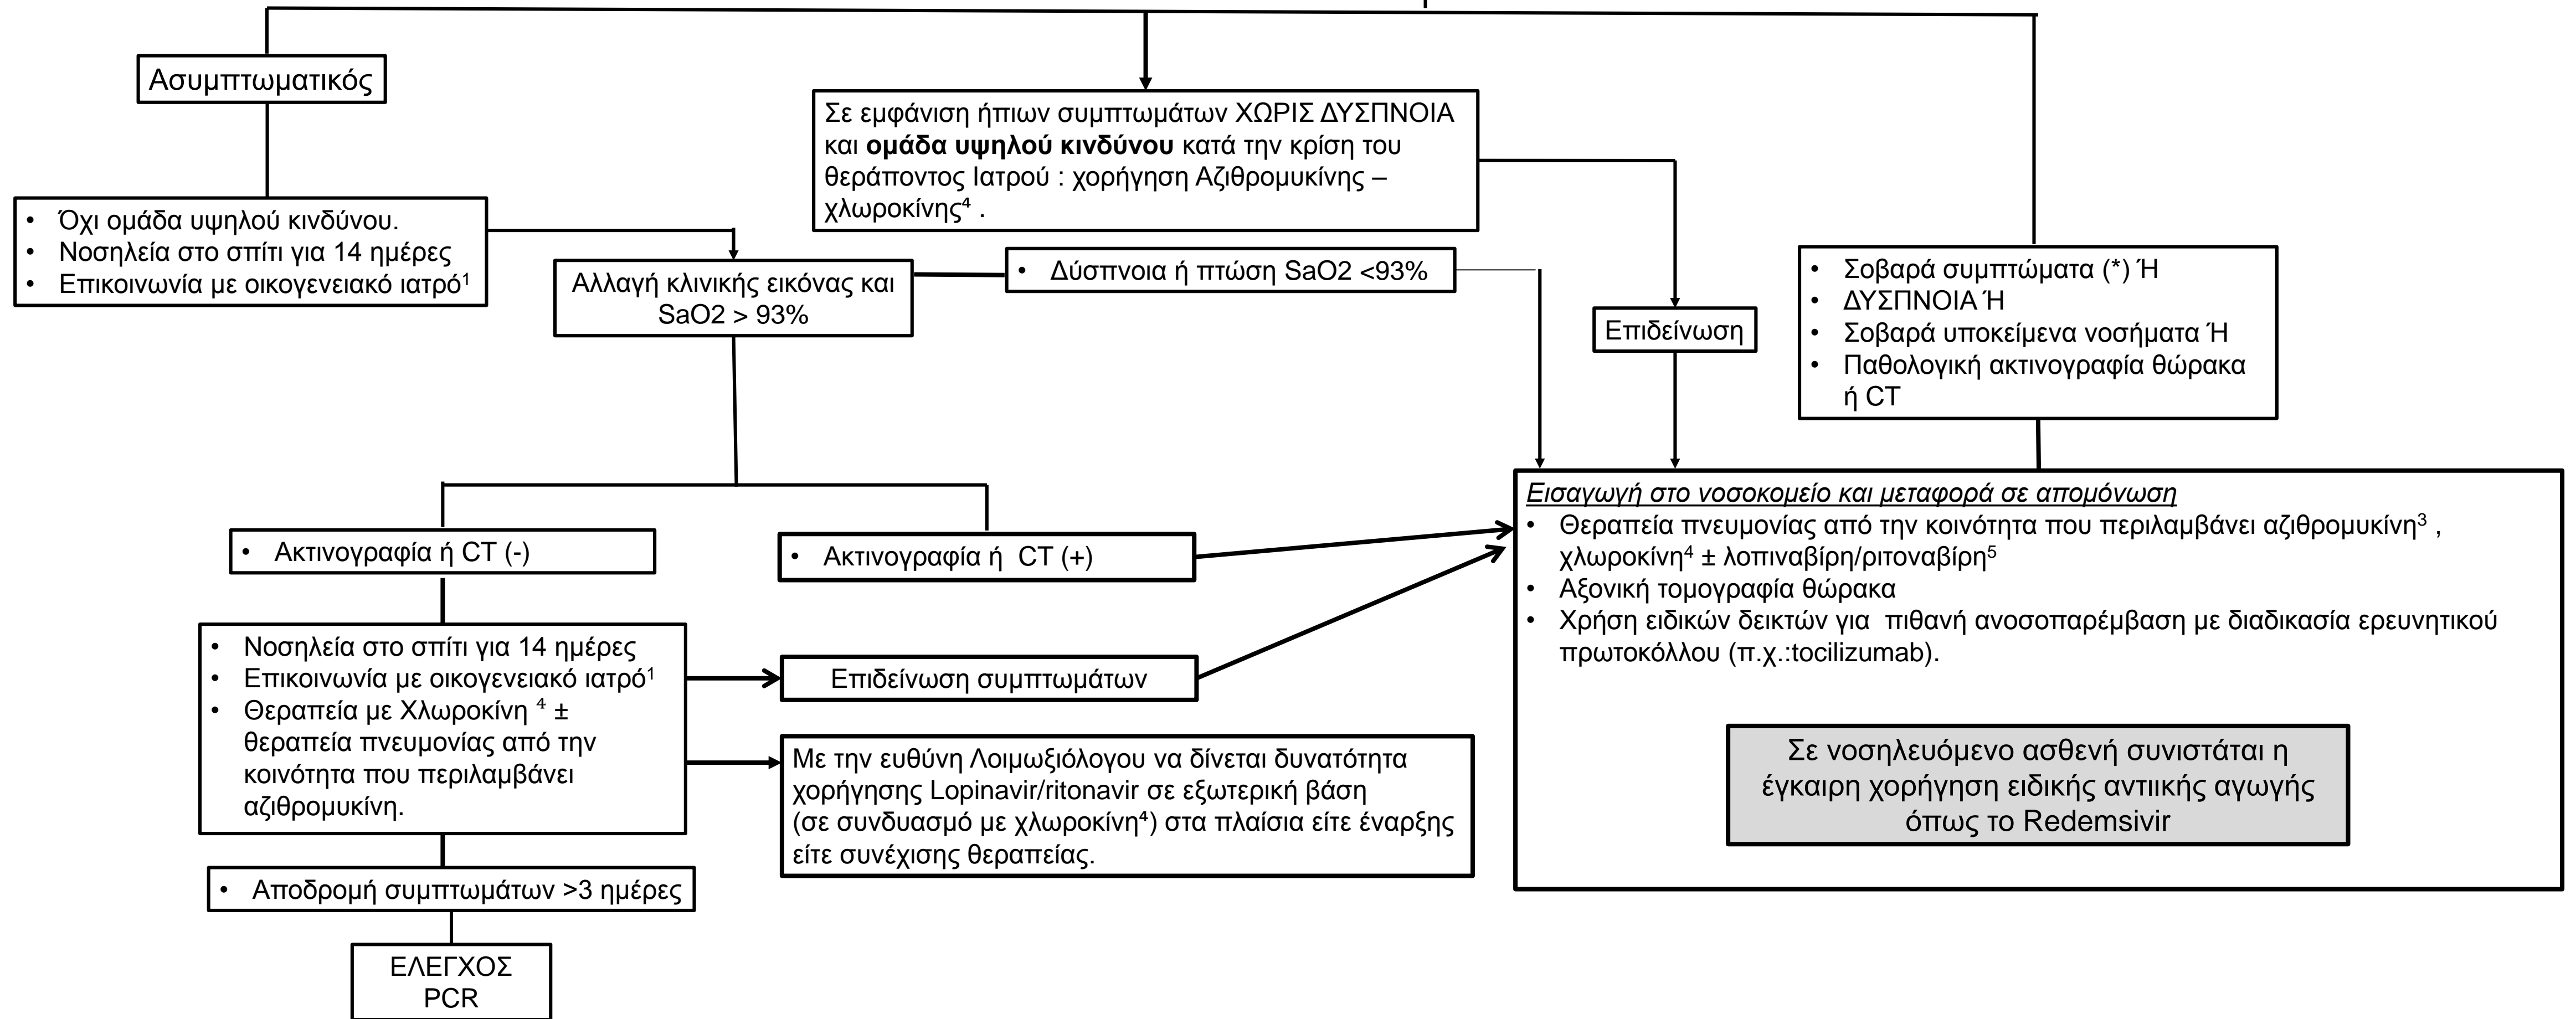 Ασυμπτωματικός
Σε εμφάνιση ήπιων συμπτωμάτων ΧΩΡΙΣ ΔΥΣΠΝΟΙΑ
και ομάδα υψηλού κινδύνου κατά την κρίση του
θεράποντος Ιατρού : χορήγηση Αζιθρομυκίνης –
χλωροκίνης⁴ .
• Όχι ομάδα υψηλού κινδύνου.
• Νοσηλεία στο σπίτι για 14 ημέρες
• Επικοινωνία με οικογενειακό ιατρό¹
Αλλαγή κλινικής εικόνας και
SaO2 > 93%
• Δύσπνοια ή πτώση SaO2 <93%
Επιδείνωση
• Σοβαρά συμπτώματα (*) Ή
• ΔΥΣΠΝΟΙΑ Ή
• Σοβαρά υποκείμενα νοσήματα Ή
• Παθολογική ακτινογραφία θώρακα
ή CT
• Ακτινογραφία ή CT (-)
• Ακτινογραφία ή CT (+)
Εισαγωγή στο νοσοκομείο και μεταφορά σε απομόνωση
• Θεραπεία πνευμονίας από την κοινότητα που περιλαμβάνει αζιθρομυκίνη³ ,
χλωροκίνη⁴ ± λοπιναβίρη/ριτοναβίρη⁵
• Αξονική τομογραφία θώρακα
• Χρήση ειδικών δεικτών για πιθανή ανοσοπαρέμβαση με διαδικασία ερευνητικού
πρωτοκόλλου (π.χ.:tocilizumab).
Σε νοσηλευόμενο ασθενή συνιστάται η
έγκαιρη χορήγηση ειδικής αντιικής αγωγής
όπως το Redemsivir
• Νοσηλεία στο σπίτι για 14 ημέρες
• Επικοινωνία με οικογενειακό ιατρό¹
• Θεραπεία με Χλωροκίνη ⁴ ±
θεραπεία πνευμονίας από την
κοινότητα που περιλαμβάνει
αζιθρομυκίνη.
Επιδείνωση συμπτωμάτων
Με την ευθύνη Λοιμωξιόλογου να δίνεται δυνατότητα
χορήγησης Lopinavir/ritonavir σε εξωτερική βάση
(σε συνδυασμό με χλωροκίνη⁴) στα πλαίσια είτε έναρξης
είτε συνέχισης θεραπείας.
• Αποδρομή συμπτωμάτων >3 ημέρες
ΕΛΕΓΧΟΣ
PCR